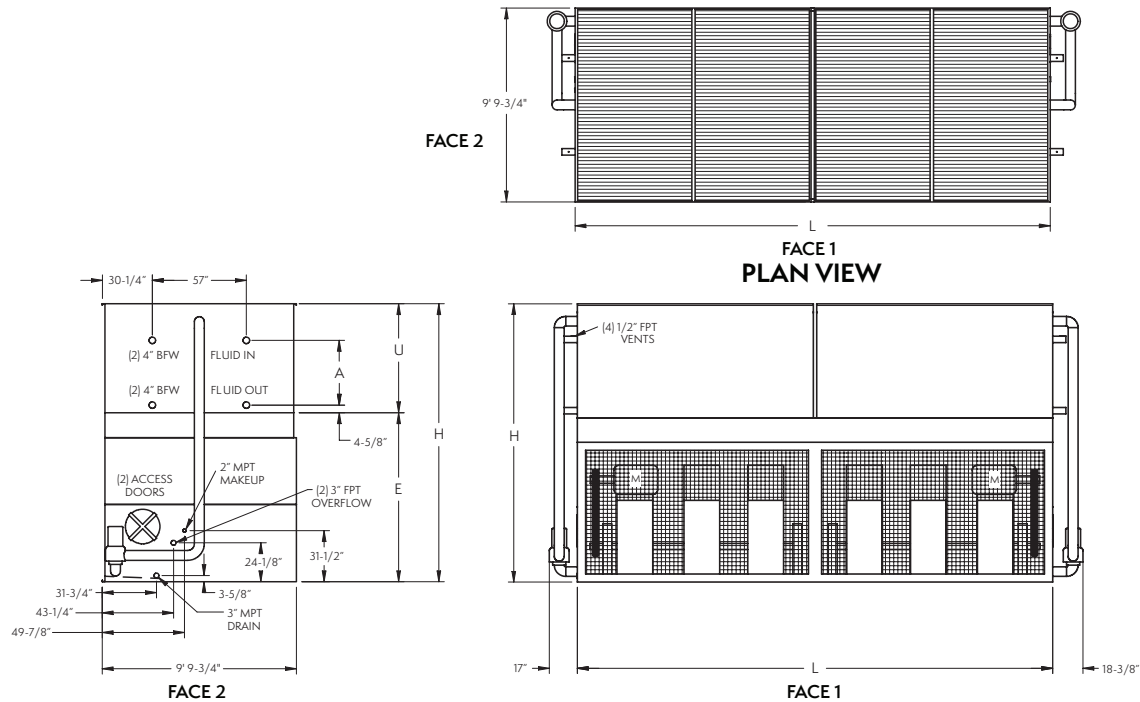 9' 9-3/4"
FACE 2
L
FACE 1
PLAN VIEW
30-1/4"
57"
(2) 4" BFW
FLUID IN
(2) 4" BFW
FLUID OUT
A
U
4-5/8"
H
E
(2) ACCESS
DOORS
2" MPT
MAKEUP
(2) 3" FPT
OVERFLOW
31-1/2"
24-1/8"
3-5/8"
3" MPT
DRAIN
31-3/4"
43-1/4"
49-7/8"
9' 9-3/4"
FACE 2
H
(4) 1/2" FPT
VENTS
M
M
17"
L
18-3/8"
FACE 1